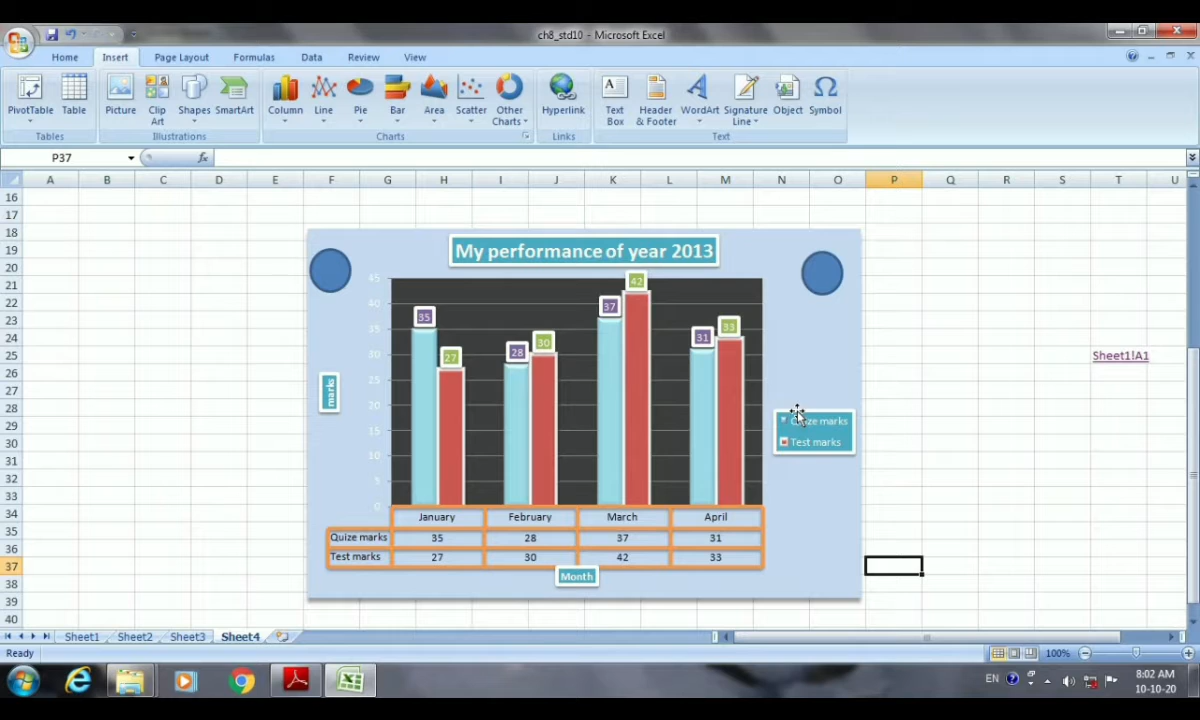 ch8_std10 - Microsoft Excel
Home Insert Page Layout Formulas Data Review View
PivotTable Table Picture Clip Art Shapes SmartArt Column Line Pie Bar Area Scatter Other Charts Hyperlink Text Box Header & Footer WordArt Signature Line Object Symbol
Tables Illustrations Charts Links Text
P37 fx
A B C D E F G H I J K L M N O P Q R S T U
16
17
18
19
20
21
22
23
24
25
26
27
28
29
30
31
32
33
34
35
36
37
38
39
40
My performance of year 2013
45
40
35
30
25
20
15
10
5
0
marks
35 27 28 30 37 42 31 33
Quize marks
Test marks
Sheet1!A1
January February March April
Quize marks 35 28 37 31
Test marks 27 30 42 33
Month
Sheet1 Sheet2 Sheet3 Sheet4
Ready 100%
EN 8:02 AM
10-10-20